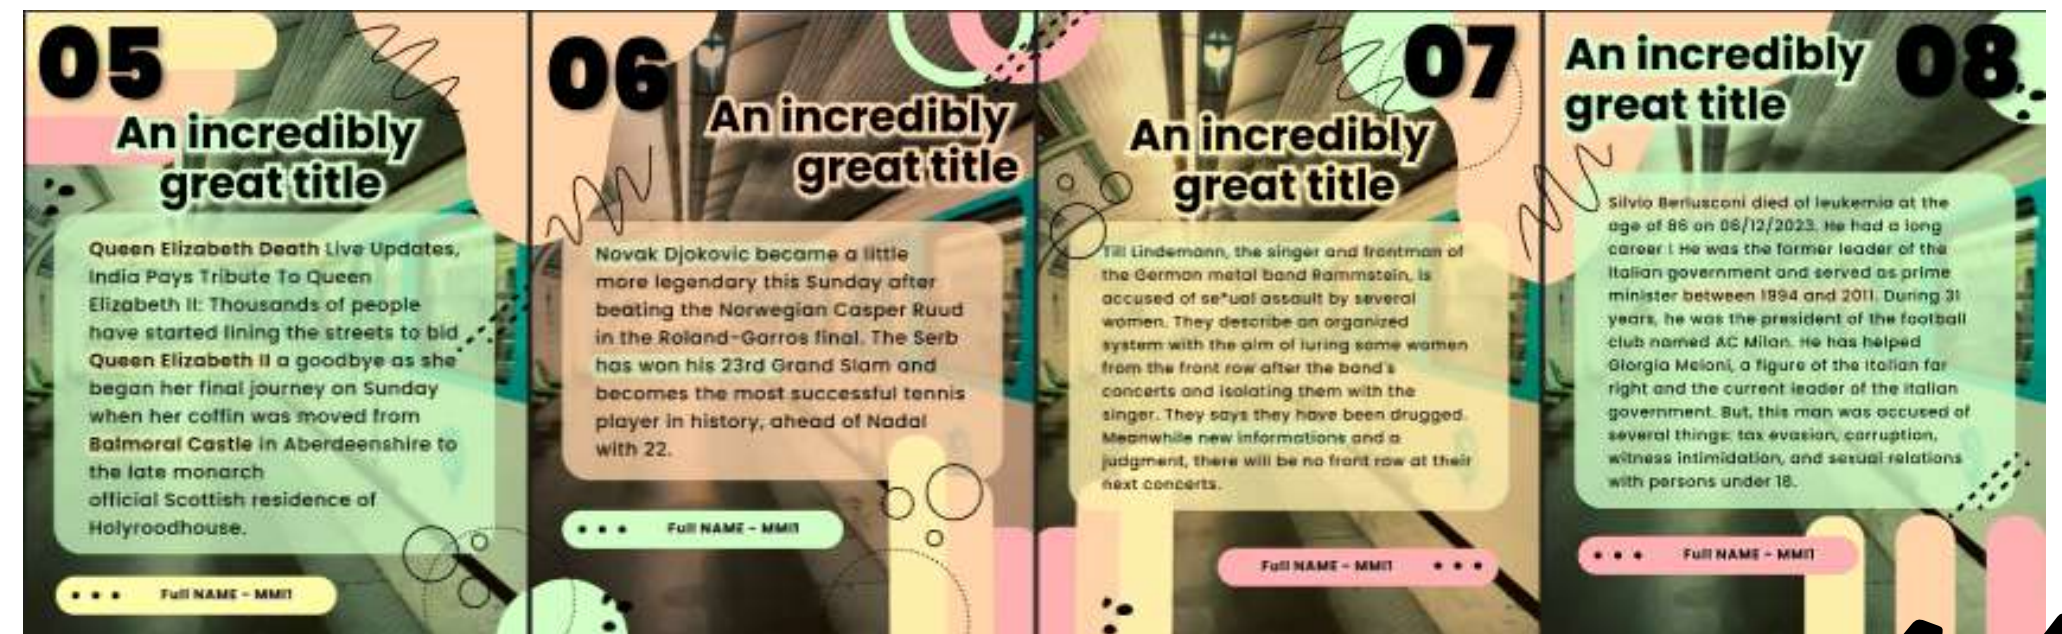 05
An incredibly
great title
Queen Elizabeth Death Live Updates,
India Pays Tribute To Queen
Elizabeth II: Thousands of people
have started lining the streets to bid
Queen Elizabeth II a goodbye as she
began her final journey on Sunday
when her coffin was moved from
Balmoral Castle in Aberdeenshire to
the late monarch
official Scottish residence of
Holyroodhouse.
Full NAME - MMI1
06
An incredibly
great title
Novak Djokovic became a little
more legendary this Sunday after
beating the Norwegian Casper Ruud
in the Roland-Garros final. The Serb
has won his 23rd Grand Slam and
becomes the most successful tennis
player in history, ahead of Nadal
with 22.
Full NAME - MMI1
07
An incredibly
great title
Till Lindemann, the singer and frontman of
the German metal band Rammstein, is
accused of se*ual assault by several
women. They describe an organized
system with the aim of luring some women
from the front row after the band's
concerts and isolating them with the
singer. They says they have been drugged.
Meanwhile new informations and a
judgment, there will be no front row at their
next concerts.
Full NAME - MMI1
08
An incredibly
great title
Silvio Berlusconi died of leukemia at the
age of 86 on 06/12/2023. He had a long
career ! He was the former leader of the
Italian government and served as prime
minister between 1994 and 2011. During 31
years, he was the president of the football
club named AC Milan. He has helped
Giorgia Meloni, a figure of the Italian far
right and the current leader of the Italian
government. But, this man was accused of
several things: tax evasion, corruption,
witness intimidation, and sexual relations
with persons under 18.
Full NAME - MMI1